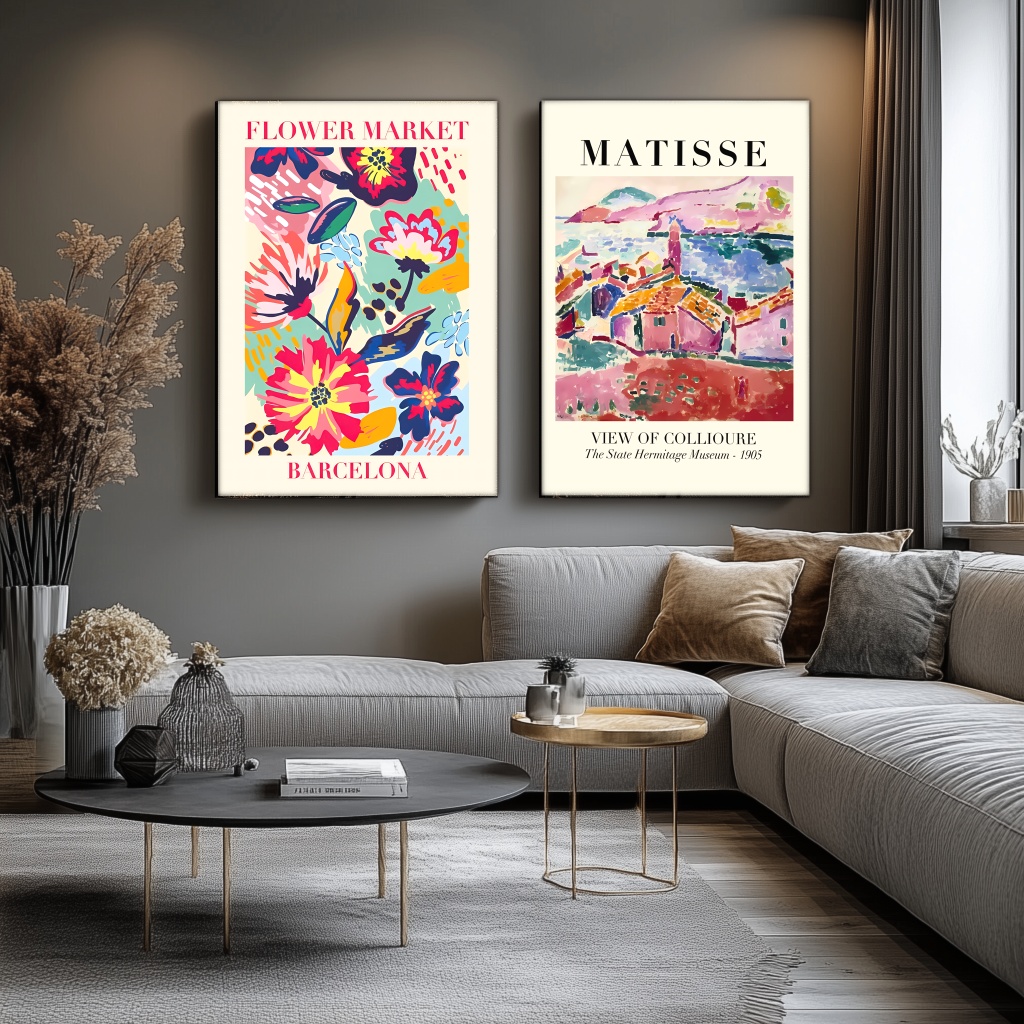 FLOWER MARKET
BARCELONA
MATISSE
VIEW OF COLLIOURE
The State Hermitage Museum - 1905